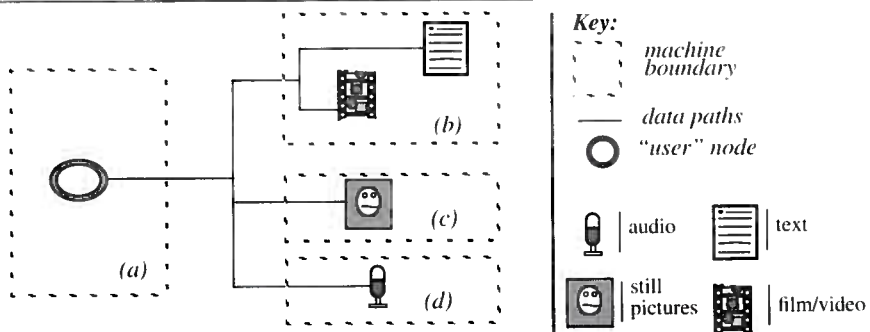 (a)
(b)
(c)
(d)
Key:
machine
boundary
data paths
"user" node
audio
text
still
pictures
film/video